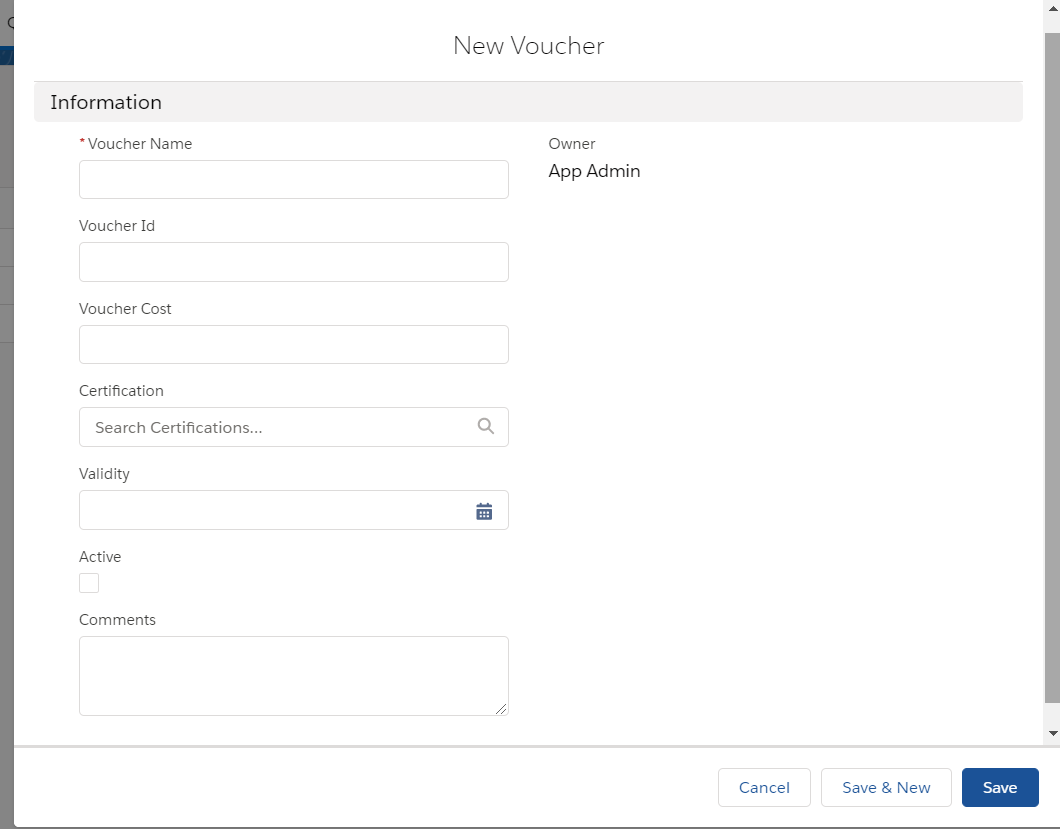 New Voucher
Information
* Voucher Name
Owner
App Admin
Voucher Id
Voucher Cost
Certification
Search Certifications...
Validity
Active
Comments
Cancel
Save & New
Save